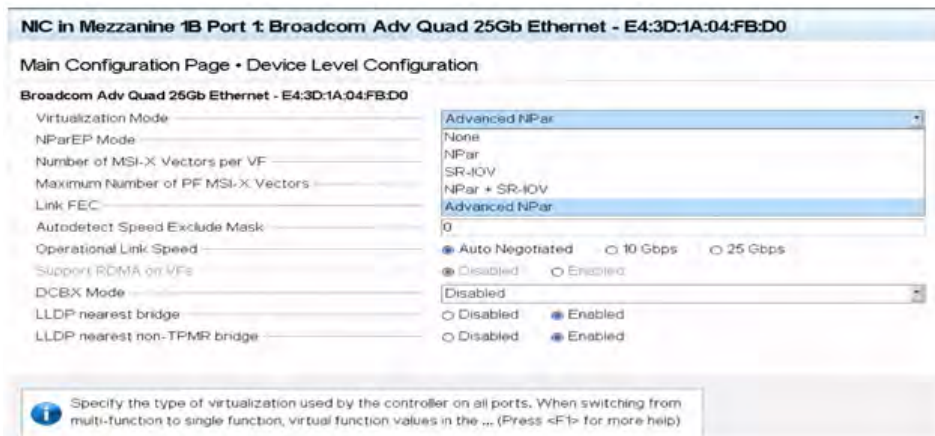 NIC in Mezzanine 1B Port 1: Broadcom Adv Quad 25Gb Ethernet - E4:3D:1A:04:FB:D0
Main Configuration Page • Device Level Configuration
Broadcom Adv Quad 25Gb Ethernet - E4:3D:1A:04:FB:D0
Virtualization Mode Advanced NPar
NParEP Mode None
NPar
Number of MSI-X Vectors per VF SR-IOV
Maximum Number of PF MSI-X Vectors NPar + SR-IOV
Link FEC Advanced NPar
Autodetect Speed Exclude Mask 0
Operational Link Speed Auto Negotiated 10 Gbps 25 Gbps
Support RDMA on VFs Disabled Enabled
DCBX Mode Disabled
LLDP nearest bridge Disabled Enabled
LLDP nearest non-TPMR bridge Disabled Enabled
Specify the type of virtualization used by the controller on all ports. When switching from
multi-function to single function, virtual function values in the ... (Press <F1> for more help)